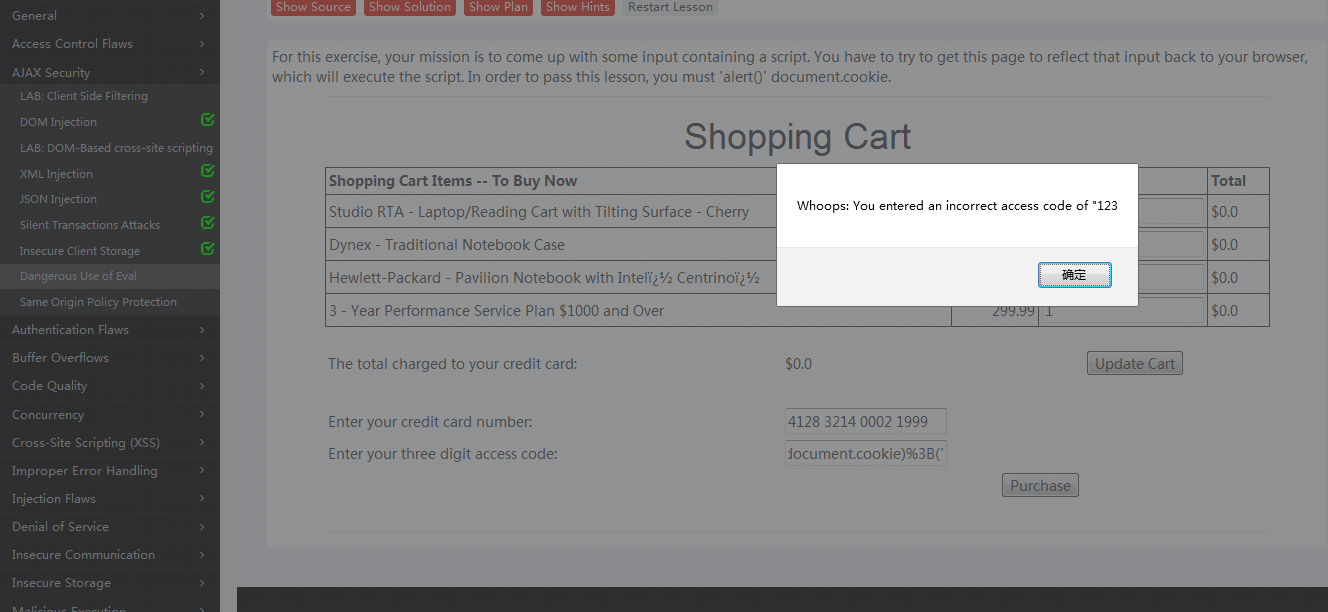 General
Access Control Flaws
AJAX Security
LAB: Client Side Filtering
DOM Injection
LAB: DOM-Based cross-site scripting
XML Injection
JSON Injection
Silent Transactions Attacks
Insecure Client Storage
Dangerous Use of Eval
Same Origin Policy Protection
Authentication Flaws
Buffer Overflows
Code Quality
Concurrency
Cross-Site Scripting (XSS)
Improper Error Handling
Injection Flaws
Denial of Service
Insecure Communication
Insecure Storage
Malicious Execution
Show Source Show Solution Show Plan Show Hints Restart Lesson
For this exercise, your mission is to come up with some input containing a script. You have to try to get this page to reflect that input back to your browser,
which will execute the script. In order to pass this lesson, you must 'alert()' document.cookie.
Shopping Cart
Shopping Cart Items -- To Buy Now Total
Studio RTA - Laptop/Reading Cart with Tilting Surface - Cherry $0.0
Dynex - Traditional Notebook Case $0.0
Hewlett-Packard - Pavilion Notebook with Intelï¿½ Centrinoï¿½ $0.0
3 - Year Performance Service Plan $1000 and Over 299.99 1 $0.0
Whoops: You entered an incorrect access code of "123
确定
The total charged to your credit card: $0.0 Update Cart
Enter your credit card number: 4128 3214 0002 1999
Enter your three digit access code: document.cookie)%3B('
Purchase